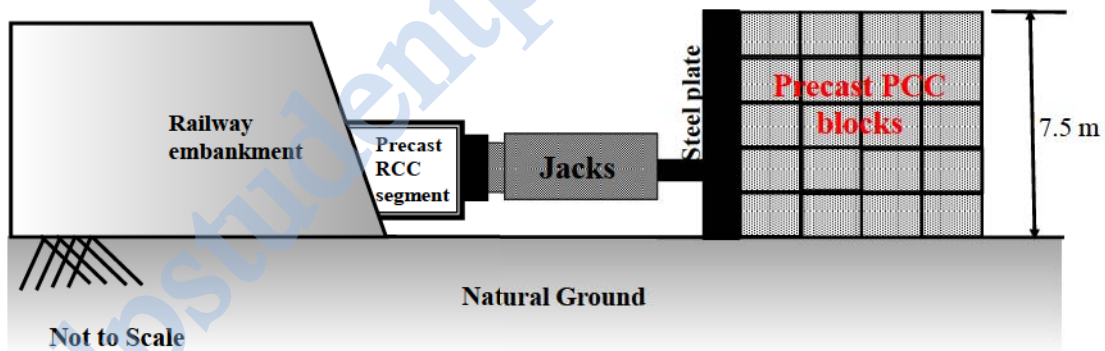 Railway
embankment
Precast
RCC
segment
Jacks
Steel plate
Precast PCC
blocks
7.5 m
Natural Ground
Not to Scale